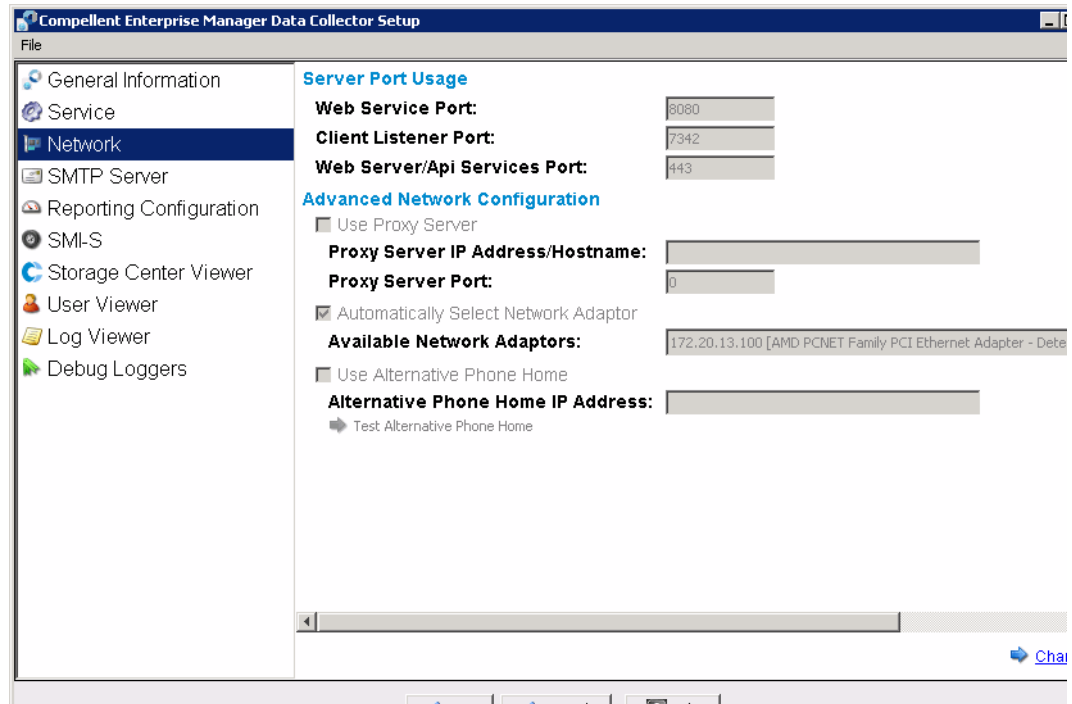 Compellent Enterprise Manager Data Collector Setup
File
General Information
Service
Network
SMTP Server
Reporting Configuration
SMI-S
Storage Center Viewer
User Viewer
Log Viewer
Debug Loggers
Server Port Usage
Web Service Port: 8080
Client Listener Port: 7342
Web Server/Api Services Port: 443
Advanced Network Configuration
Use Proxy Server
Proxy Server IP Address/Hostname:
Proxy Server Port: 0
Automatically Select Network Adaptor
Available Network Adaptors: 172.20.13.100 [AMD PCNET Family PCI Ethernet Adapter - Dete
Use Alternative Phone Home
Alternative Phone Home IP Address:
Test Alternative Phone Home